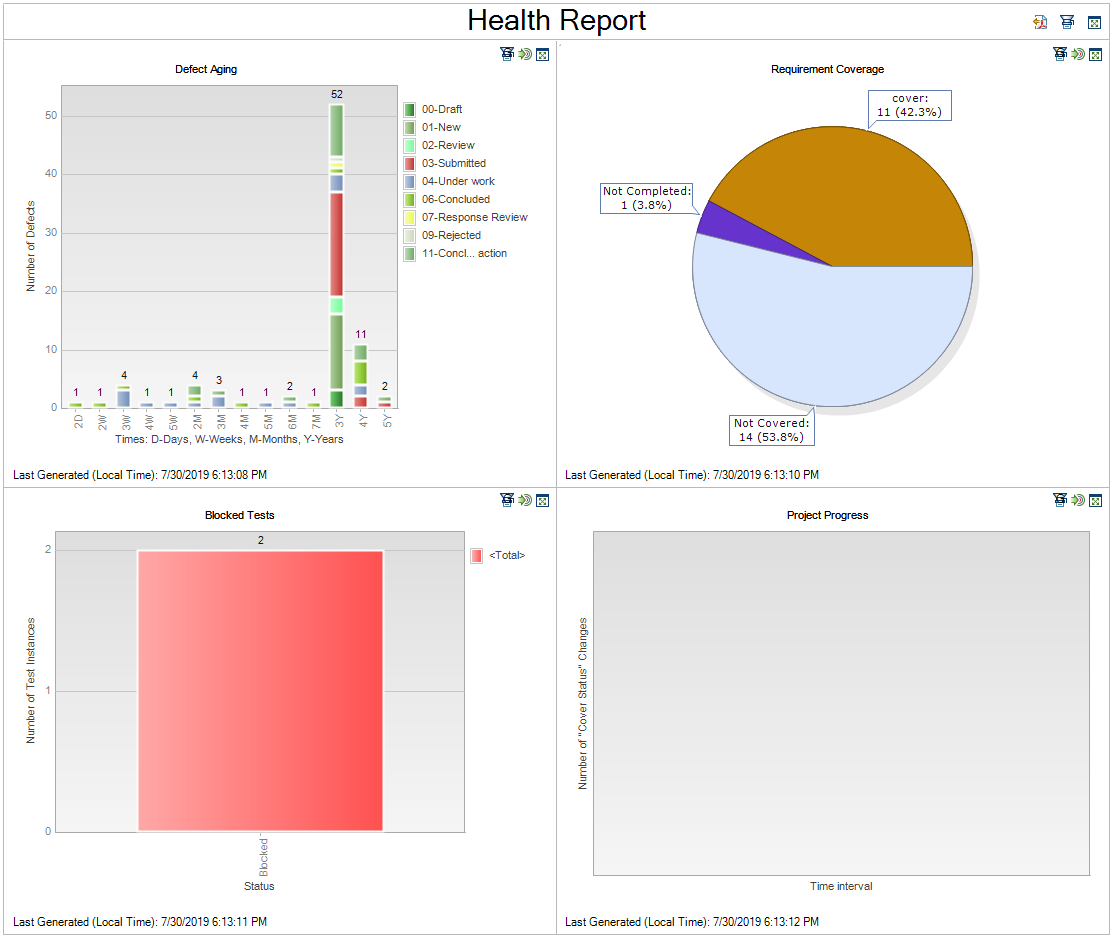 Health Report
Defect Aging
52
50
40
30
20
10
0
Number of Defects
1
1
4
1
1
4
3
1
1
2
1
11
2
2D
2W
3W
4W
5W
2M
3M
4M
5M
6M
7M
3Y
4Y
5Y
Times: D-Days, W-Weeks, M-Months, Y-Years
00-Draft
01-New
02-Review
03-Submitted
04-Under work
06-Concluded
07-Response Review
09-Rejected
11-Concl... action
Last Generated (Local Time): 7/30/2019 6:13:08 PM
Requirement Coverage
cover:
11 (42.3%)
Not Completed:
1 (3.8%)
Not Covered:
14 (53.8%)
Last Generated (Local Time): 7/30/2019 6:13:10 PM
Blocked Tests
2
2
1
0
Number of Test Instances
Blocked
Status
<Total>
Last Generated (Local Time): 7/30/2019 6:13:11 PM
Project Progress
Number of "Cover Status" Changes
Time interval
Last Generated (Local Time): 7/30/2019 6:13:12 PM